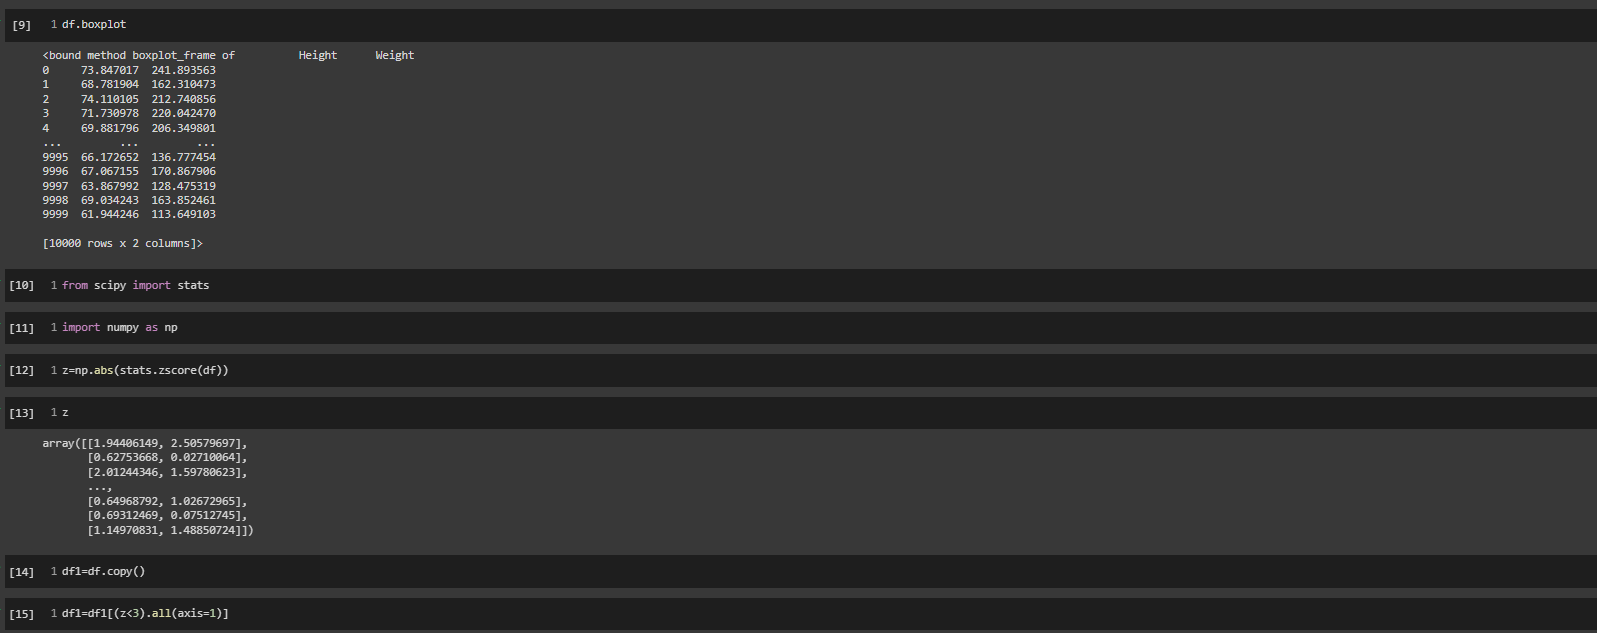 [9] 1 df.boxplot
<bound method boxplot_frame of Height Weight
0 73.847017 241.893563
1 68.781904 162.310473
2 74.110105 212.740856
3 71.730978 220.042470
4 69.881796 206.349801
... ... ...
9995 66.172652 136.777454
9996 67.067155 170.867906
9997 63.867992 128.475319
9998 69.034243 163.852461
9999 61.944246 113.649103
[10000 rows x 2 columns]>
[10] 1 from scipy import stats
[11] 1 import numpy as np
[12] 1 z=np.abs(stats.zscore(df))
[13] 1 z
array([[1.94406149, 2.50579697],
[0.62753668, 0.02710064],
[2.01244346, 1.59780623],
...,
[0.64968792, 1.02672965],
[0.69312469, 0.07512745],
[1.14970831, 1.48850724]])
[14] 1 df1=df.copy()
[15] 1 df1=df1[(z<3).all(axis=1)]